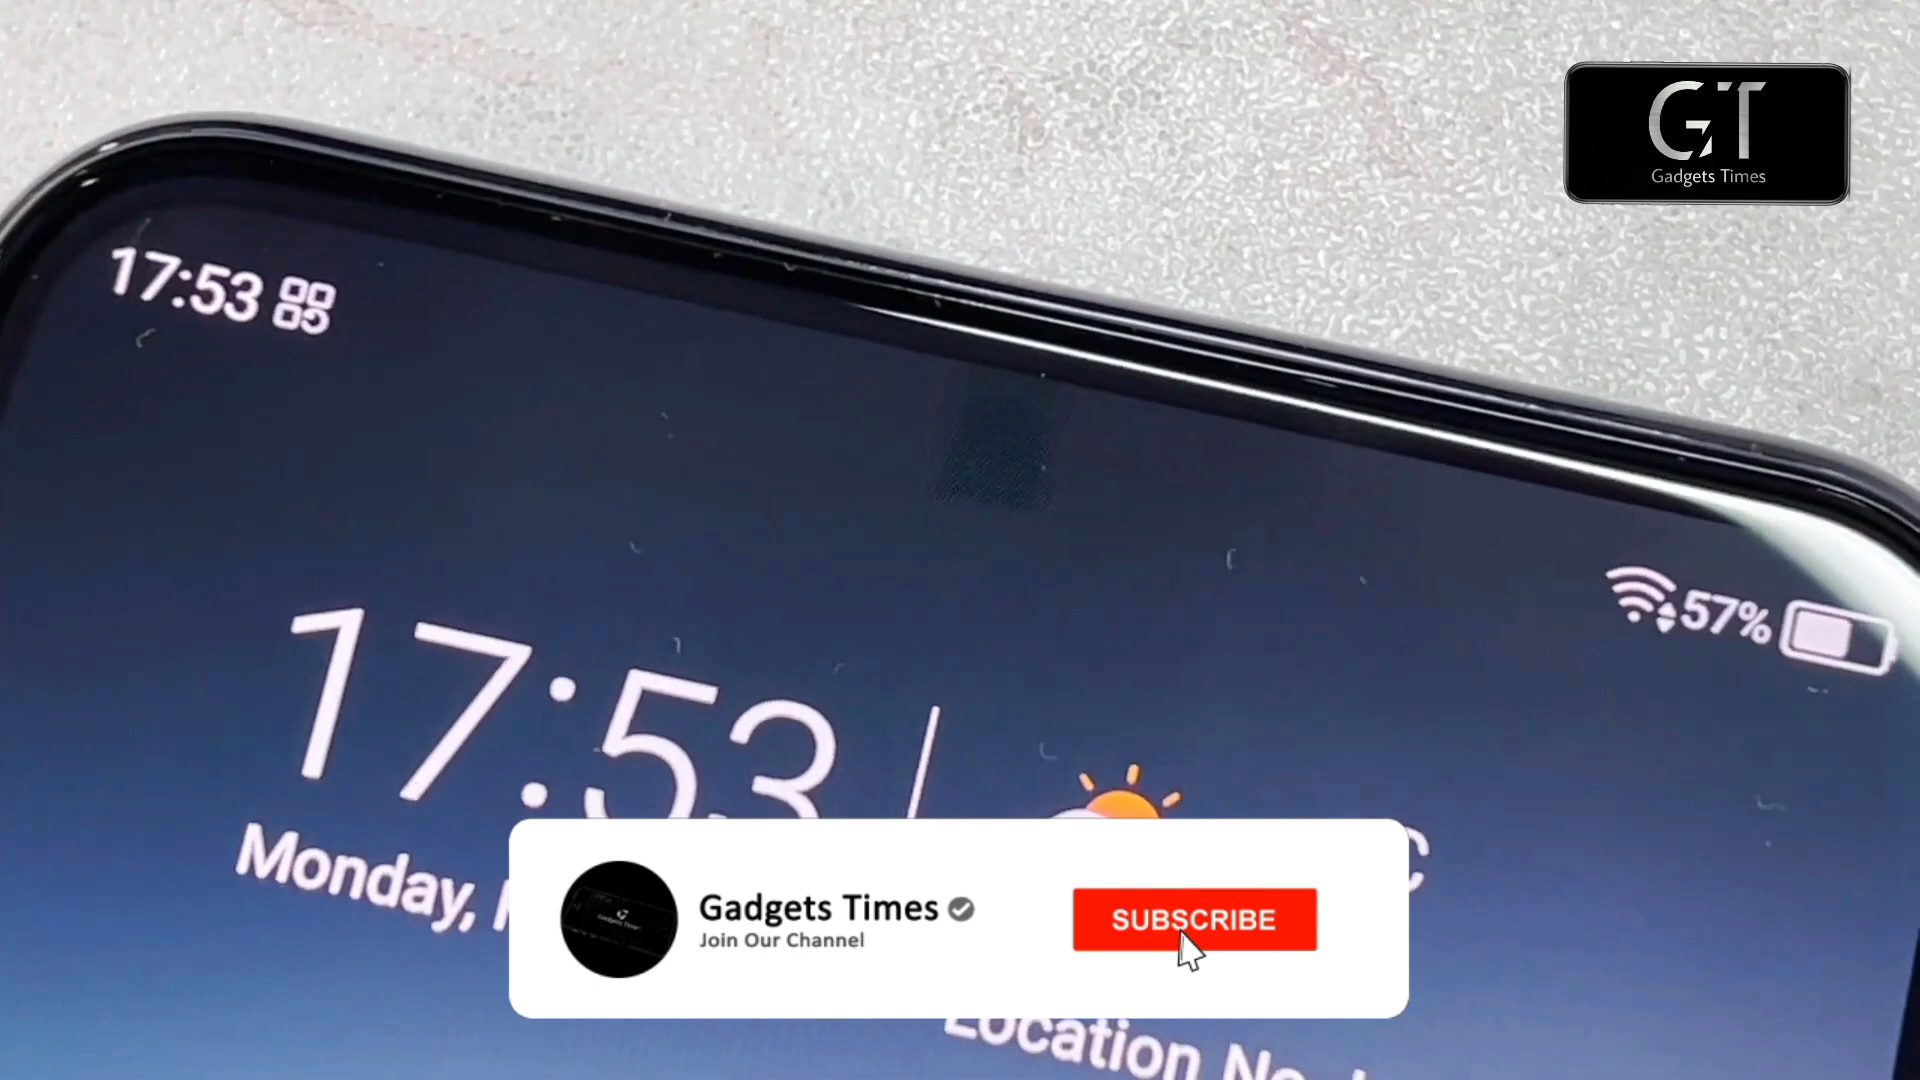 GT
Gadgets Times
17:53
57%
17:53
Monday,
C
Gadgets Times
Join Our Channel
SUBSCRIBE
Location